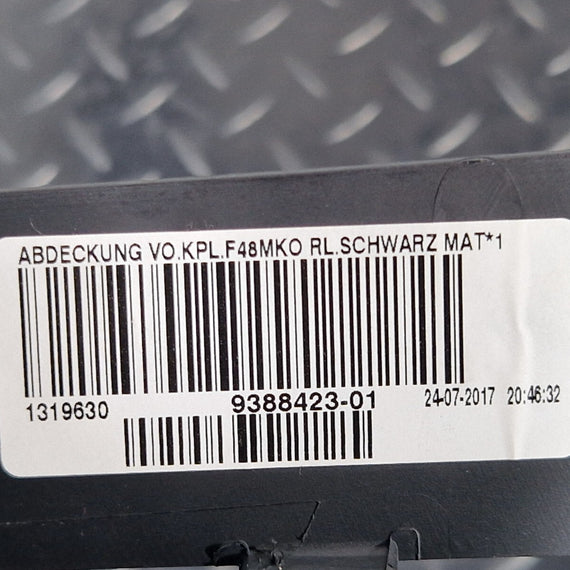 ABDECKUNG VO.KPL.F48MKO RL.SCHWARZ MAT*1
1319630 9388423-01 24-07-2017 20:46:32